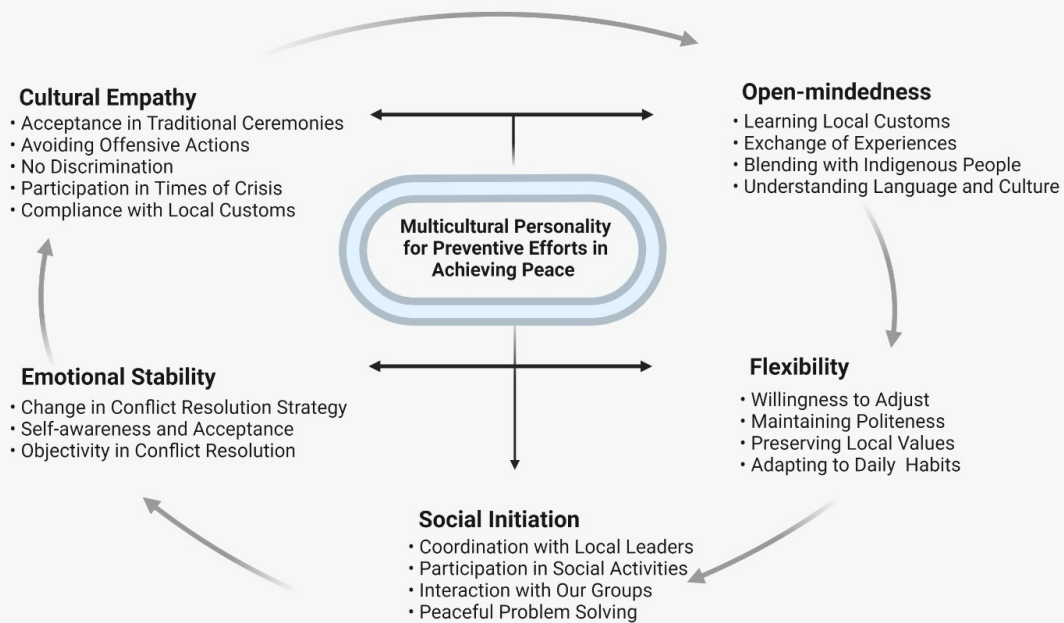 Cultural Empathy
• Acceptance in Traditional Ceremonies
• Avoiding Offensive Actions
• No Discrimination
• Participation in Times of Crisis
• Compliance with Local Customs
Open-mindedness
• Learning Local Customs
• Exchange of Experiences
• Blending with Indigenous People
• Understanding Language and Culture
Multicultural Personality
for Preventive Efforts in
Achieving Peace
Emotional Stability
• Change in Conflict Resolution Strategy
• Self-awareness and Acceptance
• Objectivity in Conflict Resolution
Flexibility
• Willingness to Adjust
• Maintaining Politeness
• Preserving Local Values
• Adapting to Daily Habits
Social Initiation
• Coordination with Local Leaders
• Participation in Social Activities
• Interaction with Our Groups
• Peaceful Problem Solving